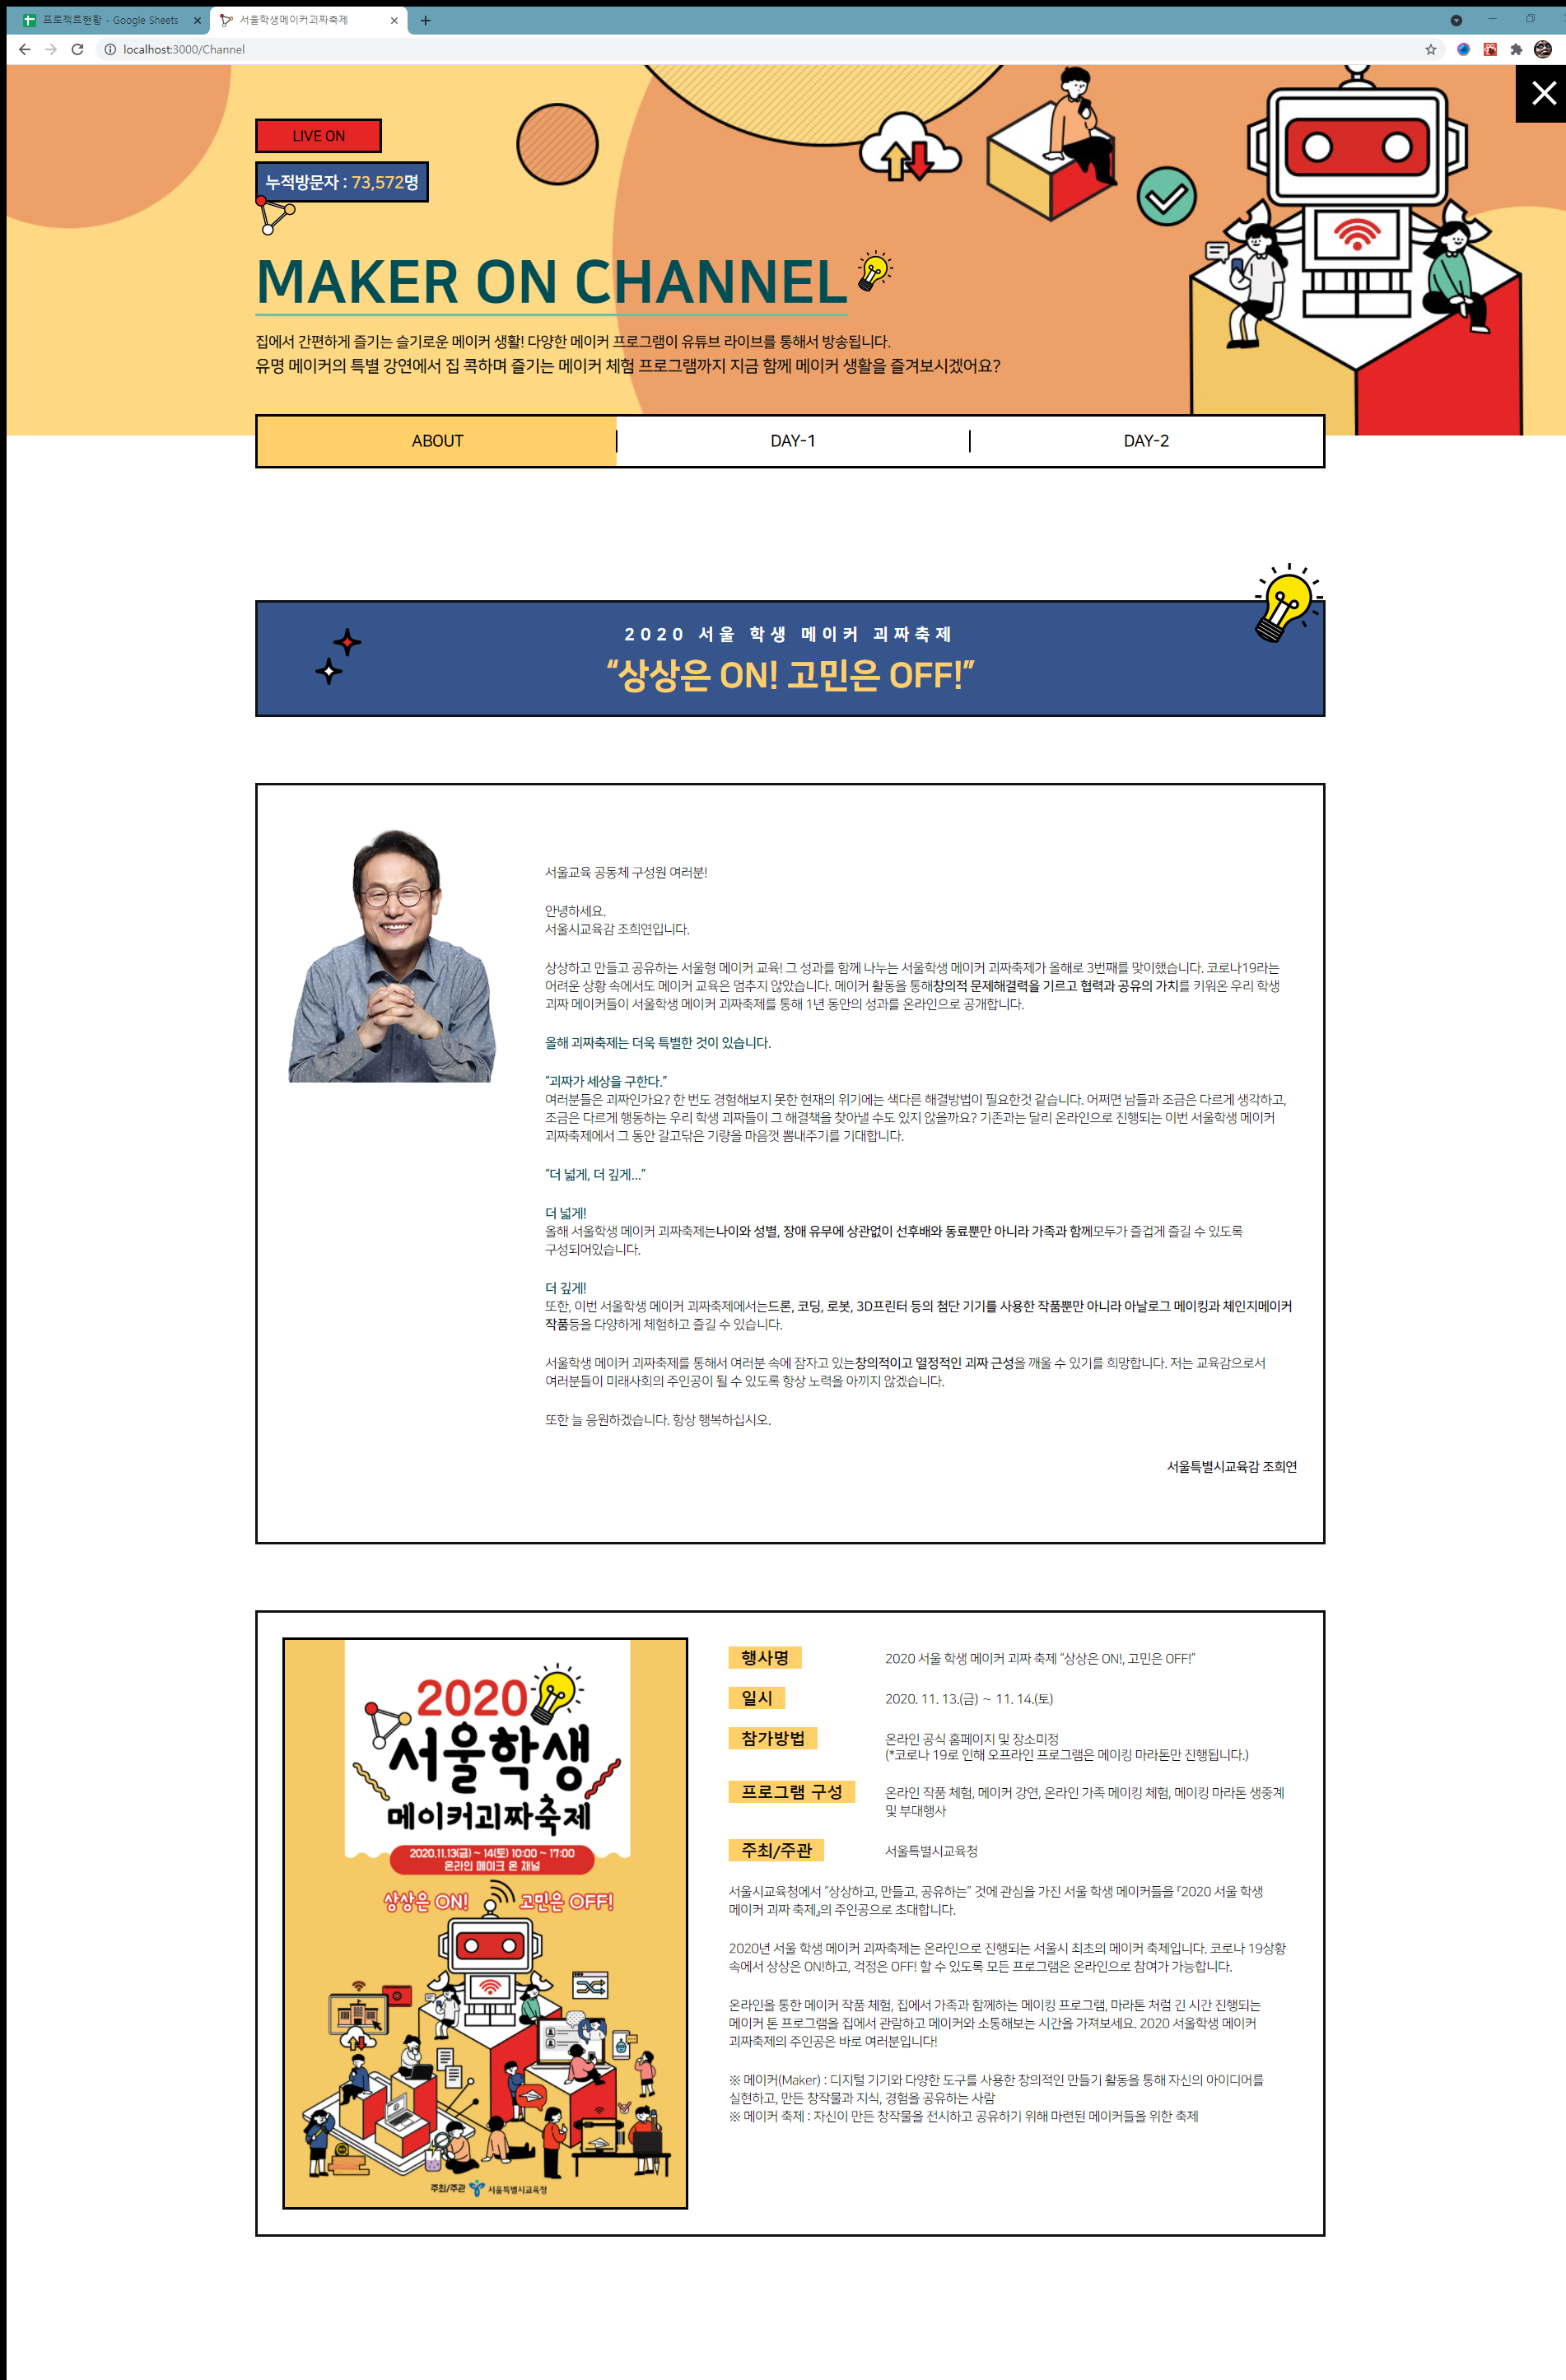 프로젝트현황 - Google Sheets
서울학생메이커괴짜축제
localhost:3000/Channel
LIVE ON
누적방문자 : 73,572명
MAKER ON CHANNEL
집에서 간편하게 즐기는 슬기로운 메이커 생활! 다양한 메이커 프로그램이 유튜브 라이브를 통해서 방송됩니다.
유명 메이커의 특별 강연에서 집 콕하며 즐기는 메이커 체험 프로그램까지 지금 함께 메이커 생활을 즐겨보시겠어요?
ABOUT
DAY-1
DAY-2
2020 서울 학생 메이커 괴짜축제
“상상은 ON! 고민은 OFF!”
서울교육 공동체 구성원 여러분!
안녕하세요.
서울시교육감 조희연입니다.
상상하고 만들고 공유하는 서울형 메이커 교육! 그 성과를 함께 나누는 서울학생 메이커 괴짜축제가 올해로 3번째를 맞이했습니다. 코로나19라는
어려운 상황 속에서도 메이커 교육은 멈추지 않았습니다. 메이커 활동을 통해창의적 문제해결력을 기르고 협력과 공유의 가치를 키워온 우리 학생
괴짜 메이커들이 서울학생 메이커 괴짜축제를 통해 1년 동안의 성과를 온라인으로 공개합니다.
올해 괴짜축제는 더욱 특별한 것이 있습니다.
“괴짜가 세상을 구한다.”
여러분들은 괴짜인가요? 한 번도 경험해보지 못한 현재의 위기에는 색다른 해결방법이 필요한것 같습니다. 어쩌면 남들과 조금은 다르게 생각하고,
조금은 다르게 행동하는 우리 학생 괴짜들이 그 해결책을 찾아낼 수도 있지 않을까요? 기존과는 달리 온라인으로 진행되는 이번 서울학생 메이커
괴짜축제에서 그 동안 갈고닦은 기량을 마음껏 뽐내주기를 기대합니다.
“더 넓게, 더 깊게...”
더 넓게!
올해 서울학생 메이커 괴짜축제는나이와 성별, 장애 유무에 상관없이 선후배와 동료뿐만 아니라 가족과 함께모두가 즐겁게 즐길 수 있도록
구성되어있습니다.
더 깊게!
또한, 이번 서울학생 메이커 괴짜축제에서는드론, 코딩, 로봇, 3D프린터 등의 첨단 기기를 사용한 작품뿐만 아니라 아날로그 메이킹과 체인지메이커
작품등을 다양하게 체험하고 즐길 수 있습니다.
서울학생 메이커 괴짜축제를 통해서 여러분 속에 잠자고 있는창의적이고 열정적인 괴짜 근성을 깨울 수 있기를 희망합니다. 저는 교육감으로서
여러분들이 미래사회의 주인공이 될 수 있도록 항상 노력을 아끼지 않겠습니다.
또한 늘 응원하겠습니다. 항상 행복하십시오.
서울특별시교육감 조희연
2020
서울학생
메이커괴짜축제
2020.11.13(금) ~ 14(토) 10:00 ~ 17:00
온라인 메이크 온 채널
상상은 ON! 고민은 OFF!
주최/주관 서울특별시교육청
행사명
2020 서울 학생 메이커 괴짜 축제 “상상은 ON!, 고민은 OFF!”
일시
2020. 11. 13.(금) ~ 11. 14.(토)
참가방법
온라인 공식 홈페이지 및 장소미정
(*코로나 19로 인해 오프라인 프로그램은 메이킹 마라톤만 진행됩니다.)
프로그램 구성
온라인 작품 체험, 메이커 강연, 온라인 가족 메이킹 체험, 메이킹 마라톤 생중계
및 부대행사
주최/주관
서울특별시교육청
서울시교육청에서 “상상하고, 만들고, 공유하는” 것에 관심을 가진 서울 학생 메이커들을 『2020 서울 학생
메이커 괴짜 축제』의 주인공으로 초대합니다.
2020년 서울 학생 메이커 괴짜축제는 온라인으로 진행되는 서울시 최초의 메이커 축제입니다. 코로나 19상황
속에서 상상은 ON!하고, 걱정은 OFF! 할 수 있도록 모든 프로그램은 온라인으로 참여가 가능합니다.
온라인을 통한 메이커 작품 체험, 집에서 가족과 함께하는 메이킹 프로그램, 마라톤 처럼 긴 시간 진행되는
메이커 톤 프로그램을 집에서 관람하고 메이커와 소통해보는 시간을 가져보세요. 2020 서울학생 메이커
괴짜축제의 주인공은 바로 여러분입니다!
※ 메이커(Maker) : 디지털 기기와 다양한 도구를 사용한 창의적인 만들기 활동을 통해 자신의 아이디어를
실현하고, 만든 창작물과 지식, 경험을 공유하는 사람
※ 메이커 축제 : 자신이 만든 창작물을 전시하고 공유하기 위해 마련된 메이커들을 위한 축제